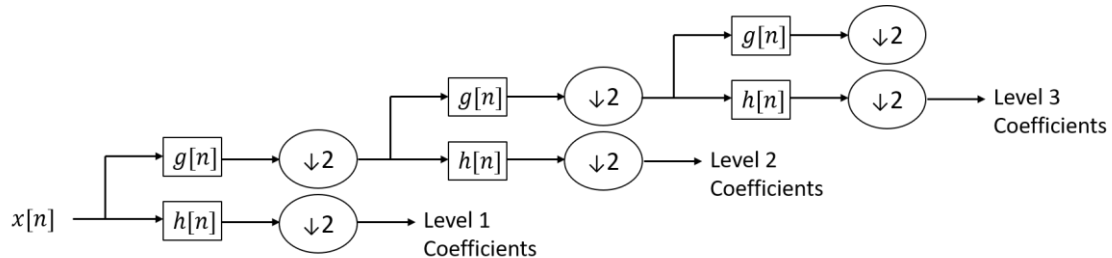 g[n] ↓2
g[n] ↓2 h[n] ↓2 Level 3
Coefficients
g[n] ↓2 h[n] ↓2 Level 2
Coefficients
x[n] h[n] ↓2 Level 1
Coefficients